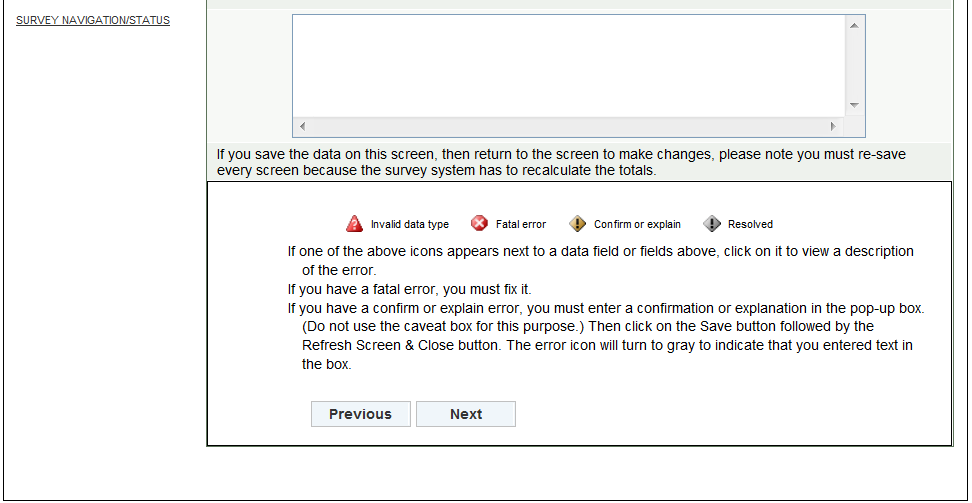 SURVEY NAVIGATION/STATUS
If you save the data on this screen, then return to the screen to make changes, please note you must re-save
every screen because the survey system has to recalculate the totals.
Invalid data type Fatal error Confirm or explain Resolved
If one of the above icons appears next to a data field or fields above, click on it to view a description
of the error.
If you have a fatal error, you must fix it.
If you have a confirm or explain error, you must enter a confirmation or explanation in the pop-up box.
(Do not use the caveat box for this purpose.) Then click on the Save button followed by the
Refresh Screen & Close button. The error icon will turn to gray to indicate that you entered text in
the box.
Previous Next